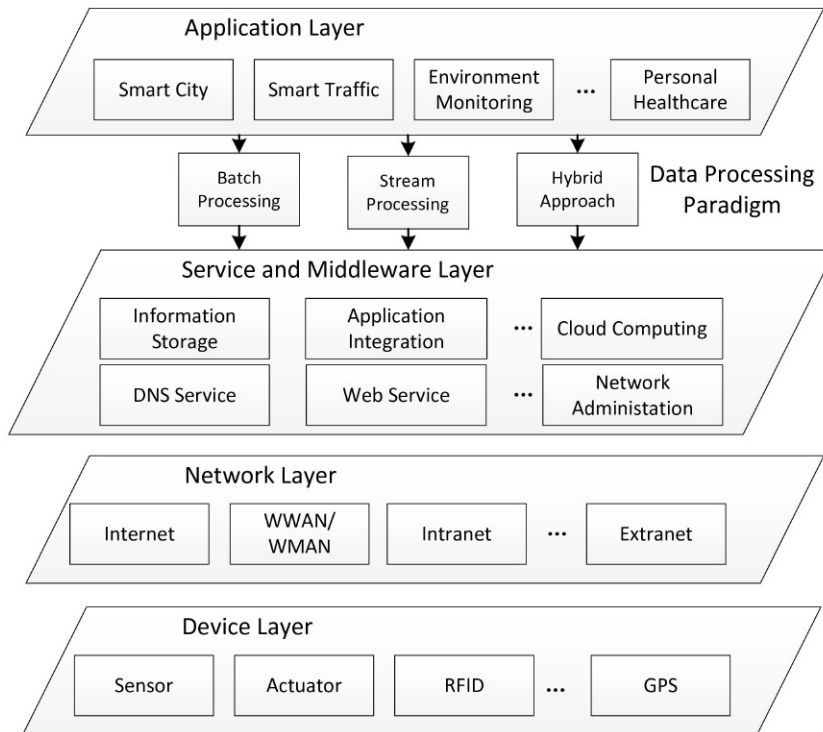 Application Layer
Smart City
Smart Traffic
Environment
Monitoring
...
Personal
Healthcare
Batch
Processing
Stream
Processing
Hybrid
Approach
Data Processing
Paradigm
Service and Middleware Layer
Information
Storage
Application
Integration
...
Cloud Computing
DNS Service
Web Service
...
Network
Administation
Network Layer
Internet
WWAN/
WMAN
Intranet
...
Extranet
Device Layer
Sensor
Actuator
RFID
...
GPS